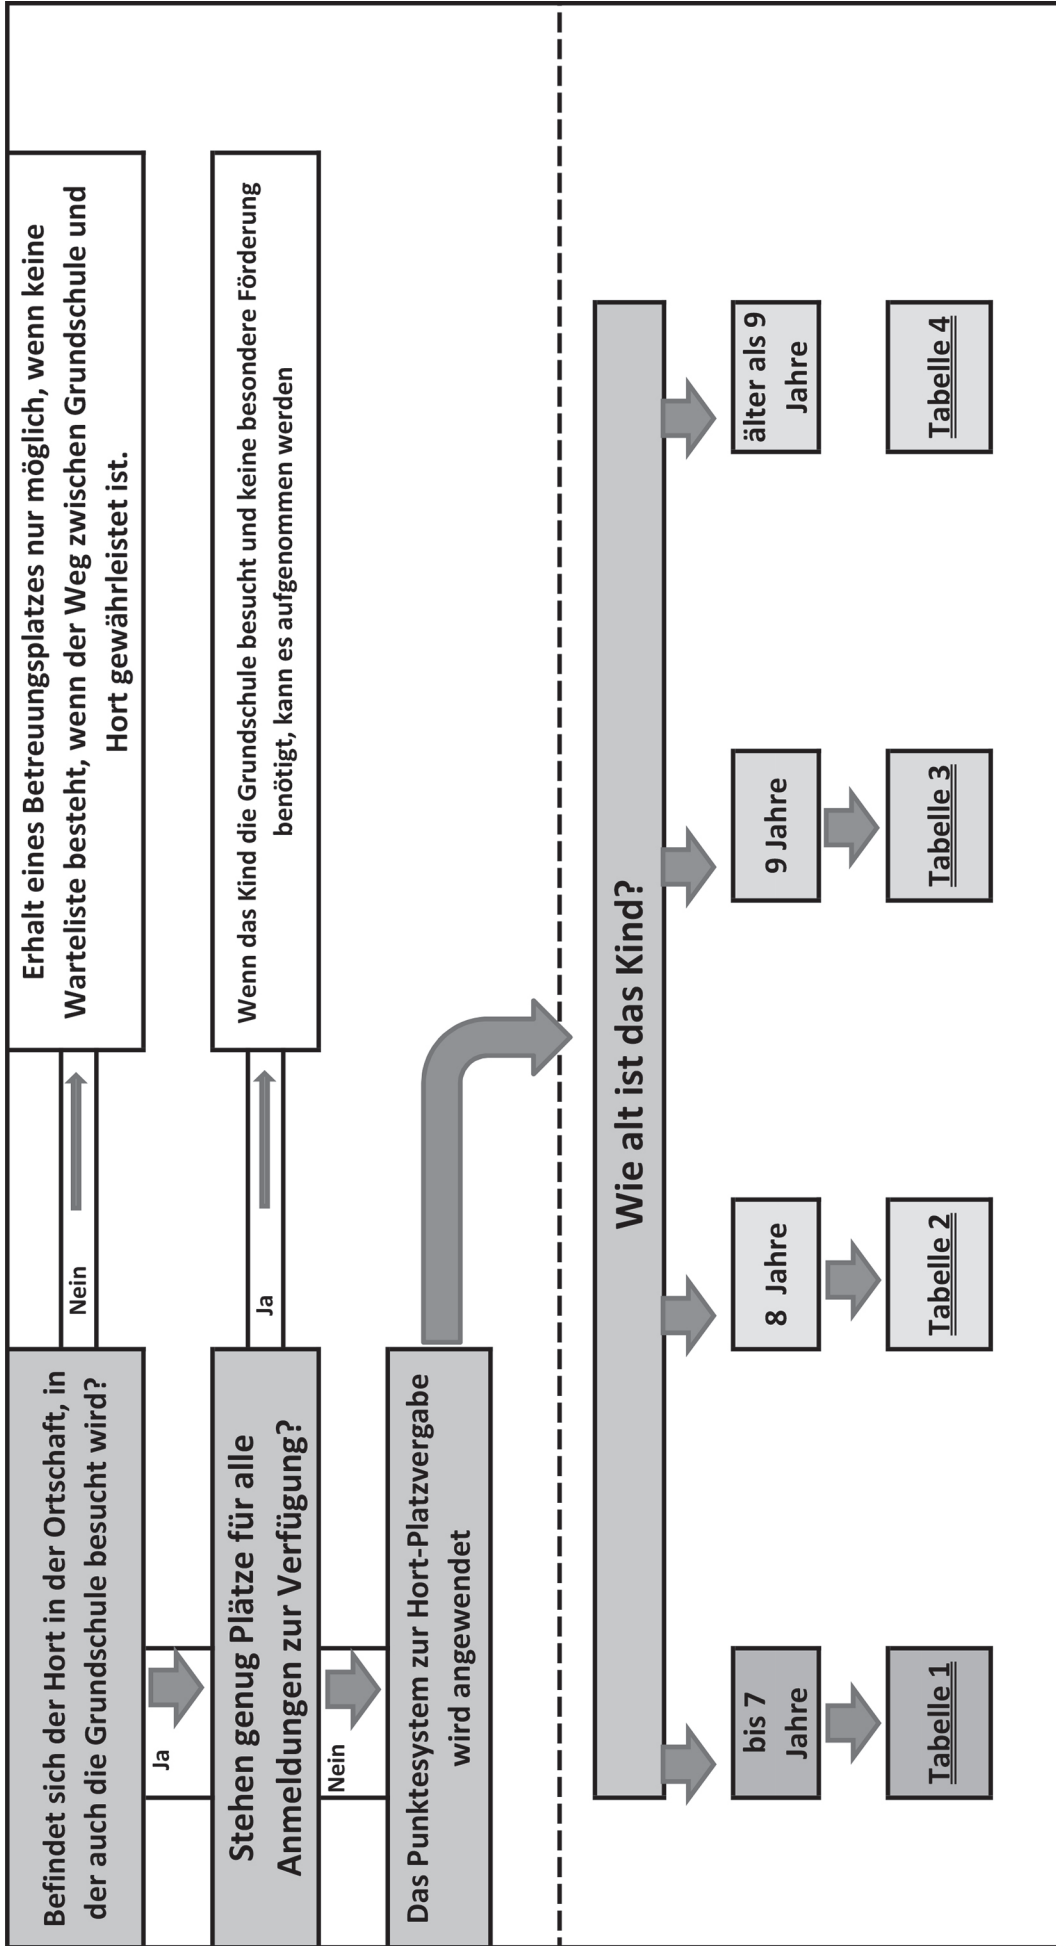 Befindet sich der Hort in der Ortschaft, in
der auch die Grundschule besucht wird?
Nein
Erhalt eines Betreuungsplatzes nur möglich, wenn keine
Warteliste besteht, wenn der Weg zwischen Grundschule und
Hort gewährleistet ist.
Ja
Stehen genug Plätze für alle
Anmeldungen zur Verfügung?
Ja
Wenn das Kind die Grundschule besucht und keine besondere Förderung
benötigt, kann es aufgenommen werden
Nein
Das Punktesystem zur Hort-Platzvergabe
wird angewendet
Wie alt ist das Kind?
bis 7
Jahre
8 Jahre
9 Jahre
älter als 9
Jahre
Tabelle 1
Tabelle 2
Tabelle 3
Tabelle 4